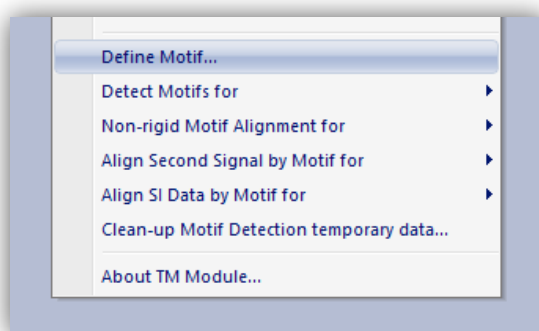 Define Motif...
Detect Motifs for
Non-rigid Motif Alignment for
Align Second Signal by Motif for
Align SI Data by Motif for
Clean-up Motif Detection temporary data...
About TM Module...